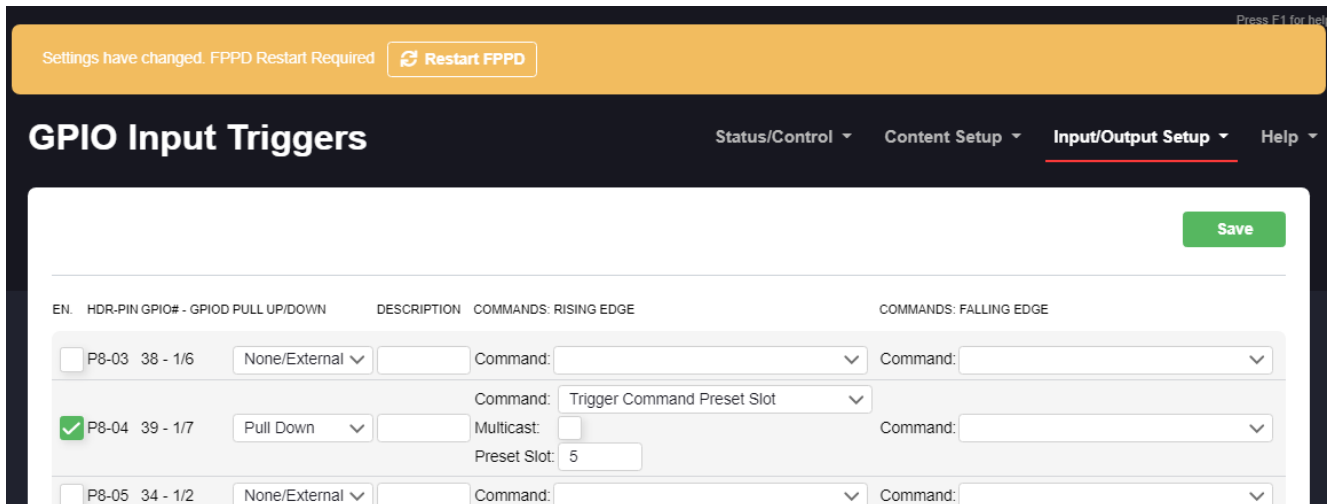 Press F1 for hel
Settings have changed. FPPD Restart Required Restart FPPD
GPIO Input Triggers Status/Control Content Setup Input/Output Setup Help
Save
EN. HDR-PIN GPIO# - GPIOD PULL UP/DOWN DESCRIPTION COMMANDS: RISING EDGE COMMANDS: FALLING EDGE
P8-03 38 - 1/6 None/External Command: Command:
Command: Trigger Command Preset Slot
P8-04 39 - 1/7 Pull Down Multicast: Command:
Preset Slot: 5
P8-05 34 - 1/2 None/External Command: Command: